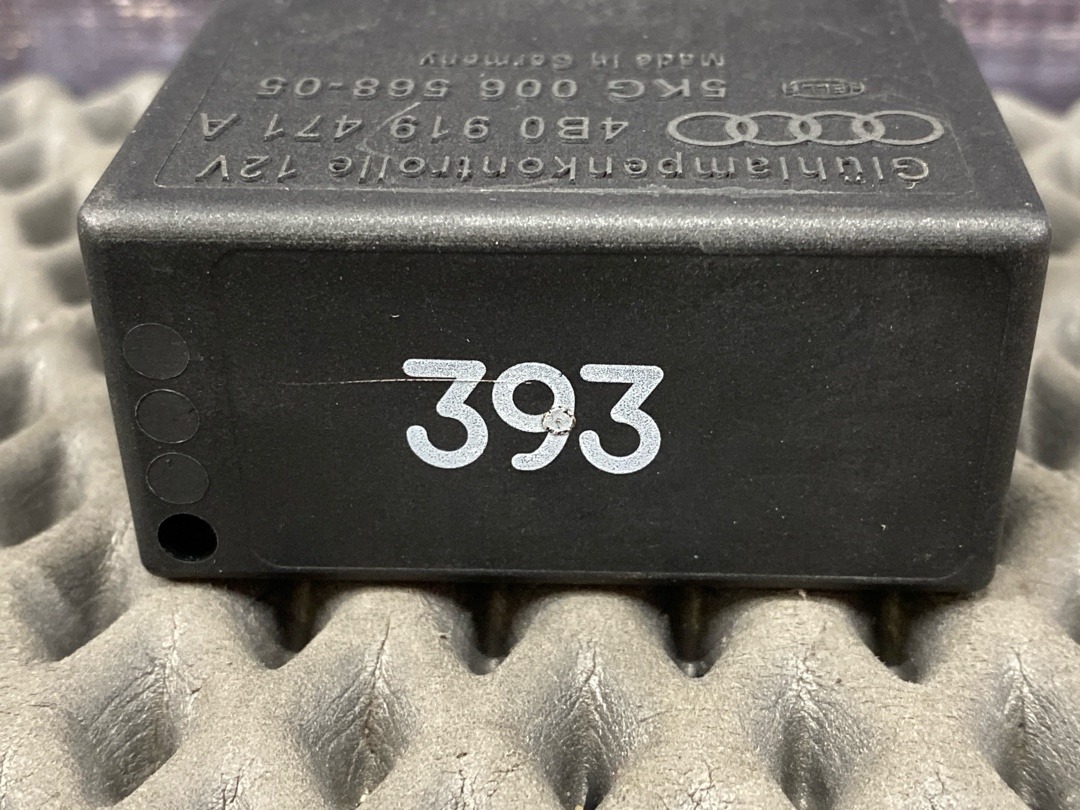 Glühlampenkontrolle 12V
4B0 919 471 A
HELLA 5KG 006 568-05
Made in Germany
393